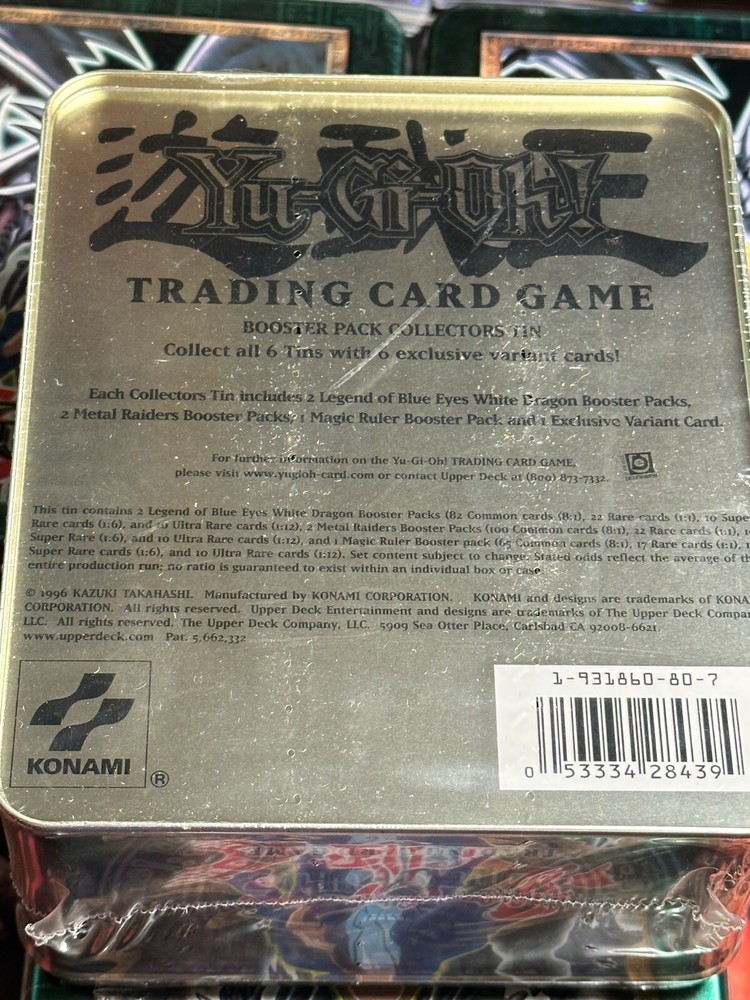 遊戯王
Yu-Gi-Oh!
TRADING CARD GAME
BOOSTER PACK COLLECTORS TIN
Collect all 6 Tins with 6 exclusive variant cards!
Each Collectors Tin includes 2 Legend of Blue Eyes White Dragon Booster Packs,
2 Metal Raiders Booster Packs, 1 Magic Ruler Booster Pack and 1 Exclusive Variant Card.
For further information on the Yu-Gi-Oh! TRADING CARD GAME,
please visit www.yugioh-card.com or contact Upper Deck at (800) 873-7332.
This tin contains 2 Legend of Blue Eyes White Dragon Booster Packs (82 Common cards (8:1), 22 Rare cards (1:1), 10 Supe
Rare cards (1:6), and 10 Ultra Rare cards (1:12), 2 Metal Raiders Booster Packs (100 Common cards (8:1), 22 Rare cards (1:1), 1
Super Rare (1:6), and 10 Ultra Rare cards (1:12), and 1 Magic Ruler Booster pack (65 Common cards (8:1), 17 Rare cards (1:1), 1
Super Rare cards (1:6), and 10 Ultra Rare cards (1:12). Set content subject to change. Stated odds reflect the average of th
entire production run; no ratio is guaranteed to exist within an individual box or case.
© 1996 KAZUKI TAKAHASHI. Manufactured by KONAMI CORPORATION. KONAMI and designs are trademarks of KONA
CORPORATION. All rights reserved. Upper Deck Entertainment and designs are trademarks of The Upper Deck Compan
LLC. All rights reserved. The Upper Deck Company, LLC. 5909 Sea Otter Place, Carlsbad CA 92008-6621.
www.upperdeck.com Pat. 5,662,332
KONAMI ®
1-931860-80-7
0 53334 28439